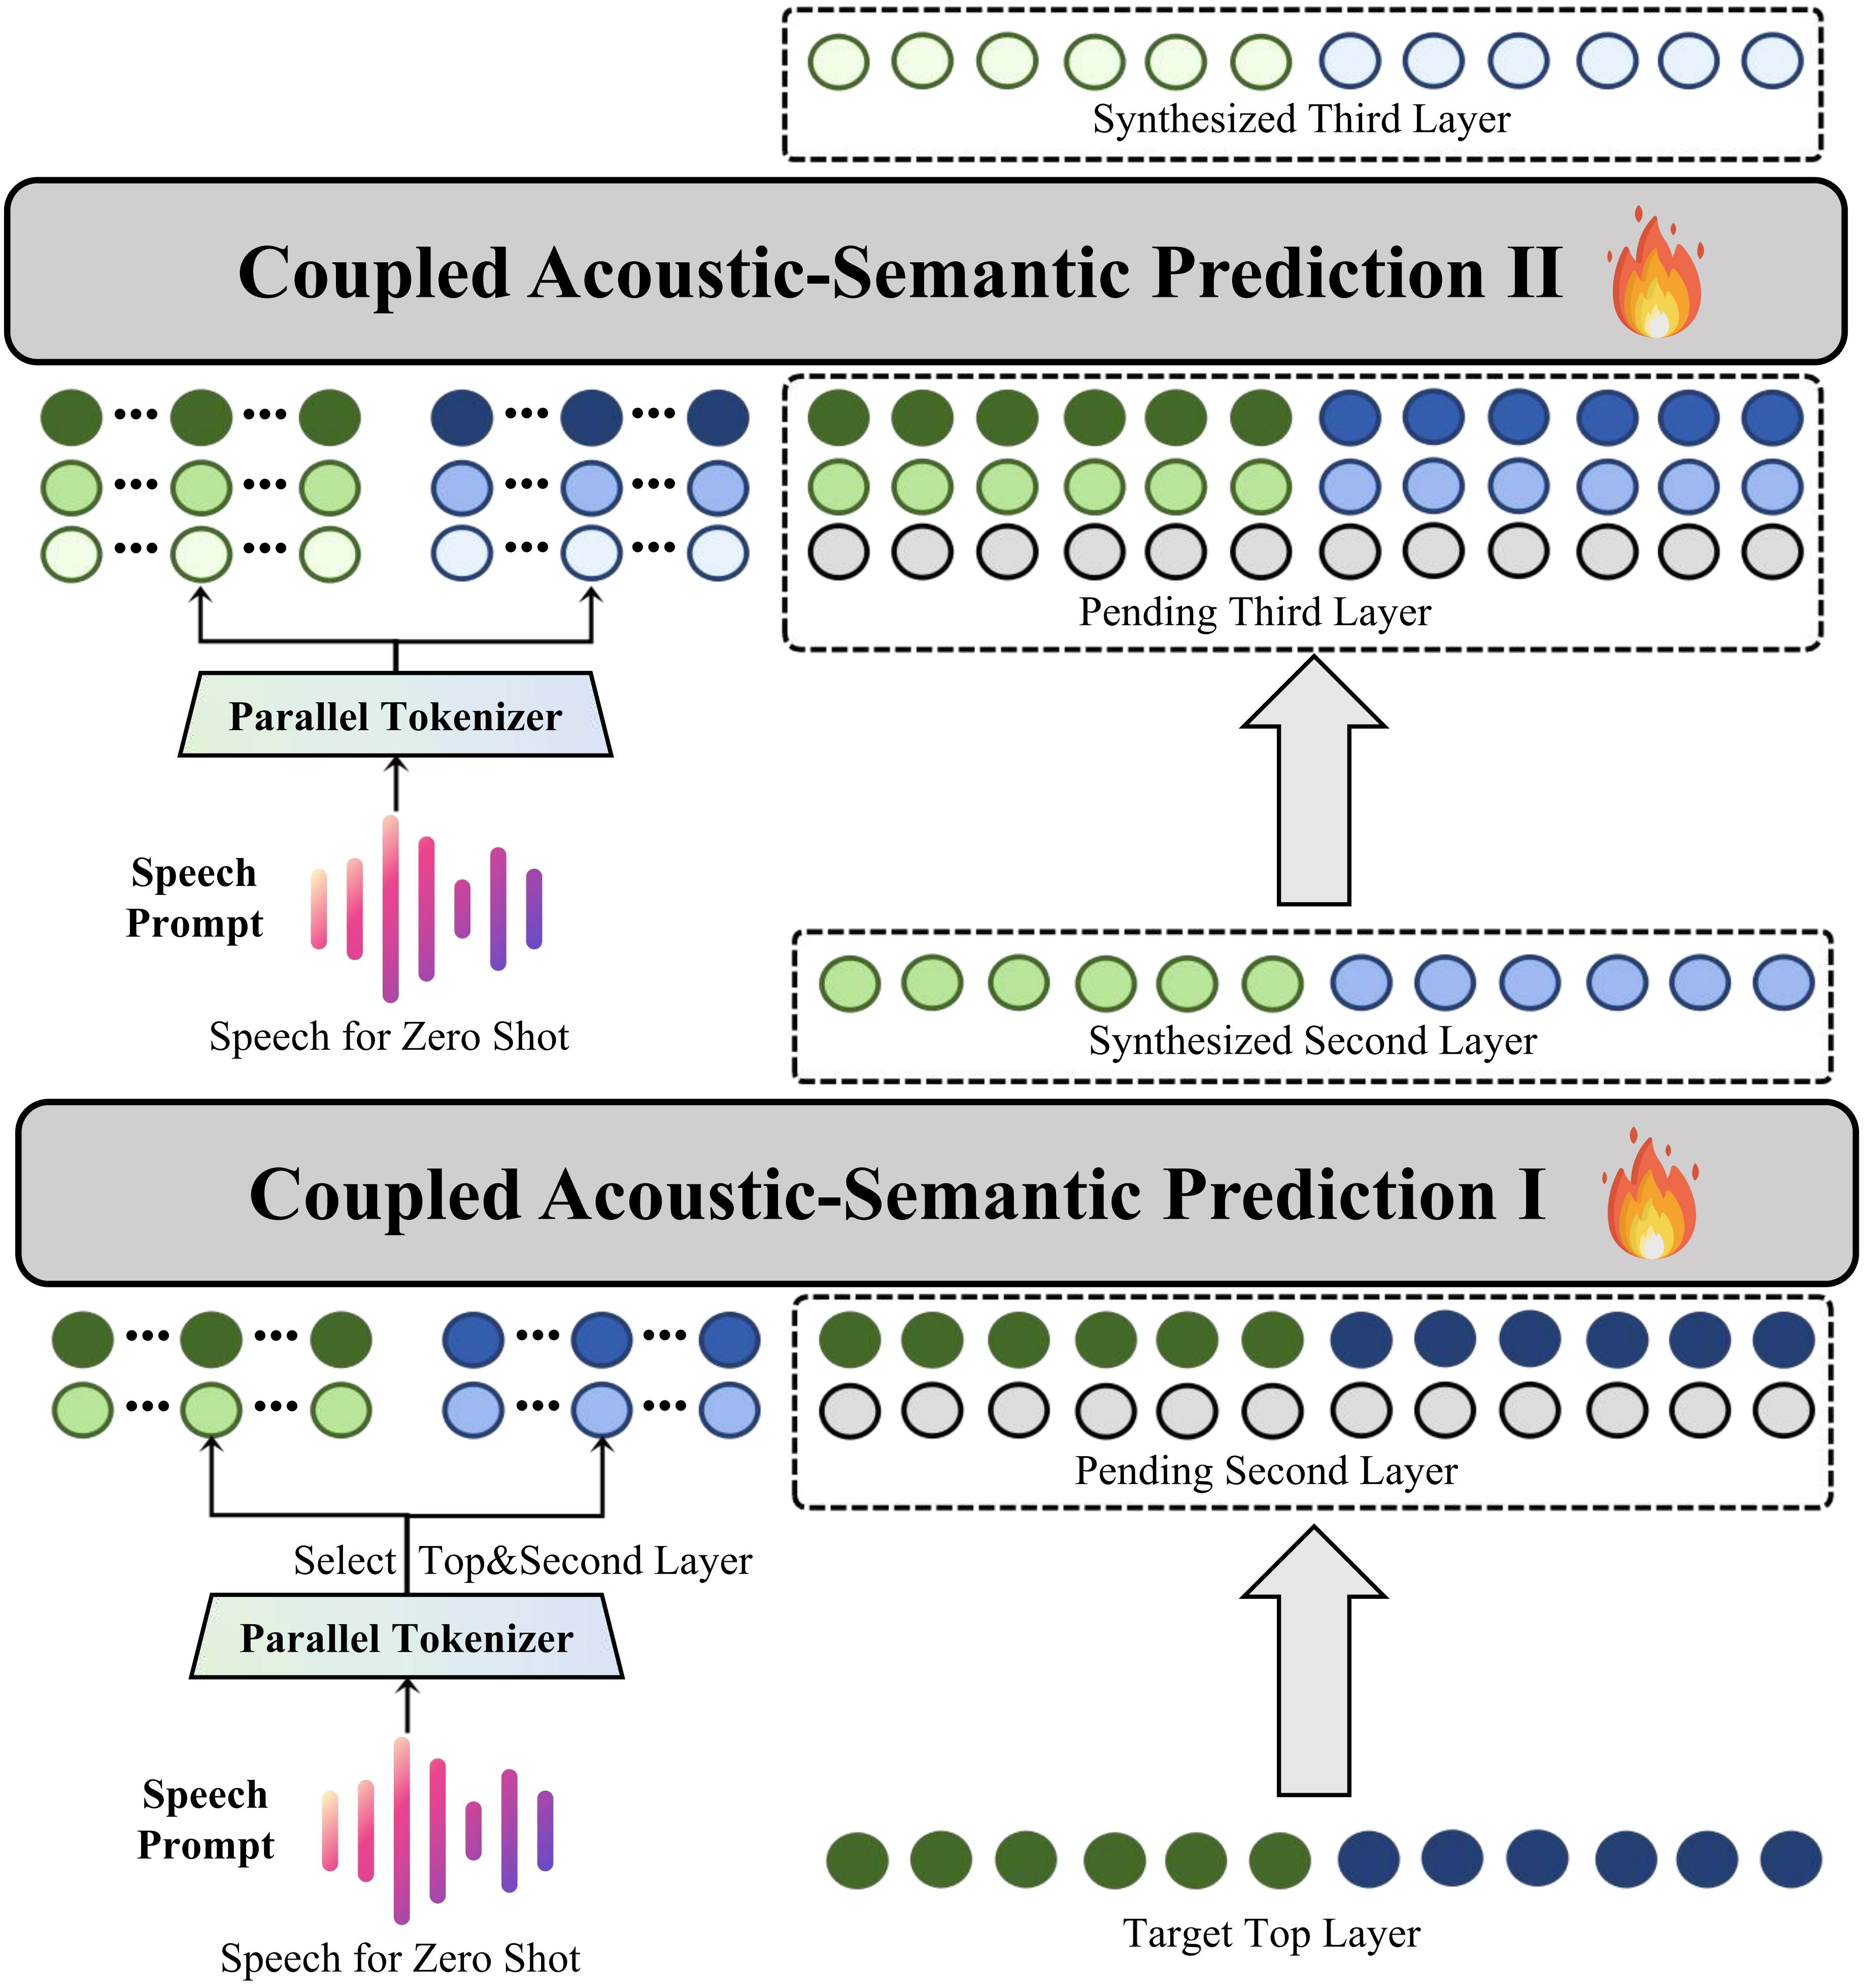 Synthesized Third Layer
Coupled Acoustic-Semantic Prediction II
Pending Third Layer
Parallel Tokenizer
Speech
Prompt
Speech for Zero Shot
Synthesized Second Layer
Coupled Acoustic-Semantic Prediction I
Pending Second Layer
Select Top&Second Layer
Parallel Tokenizer
Speech
Prompt
Speech for Zero Shot
Target Top Layer